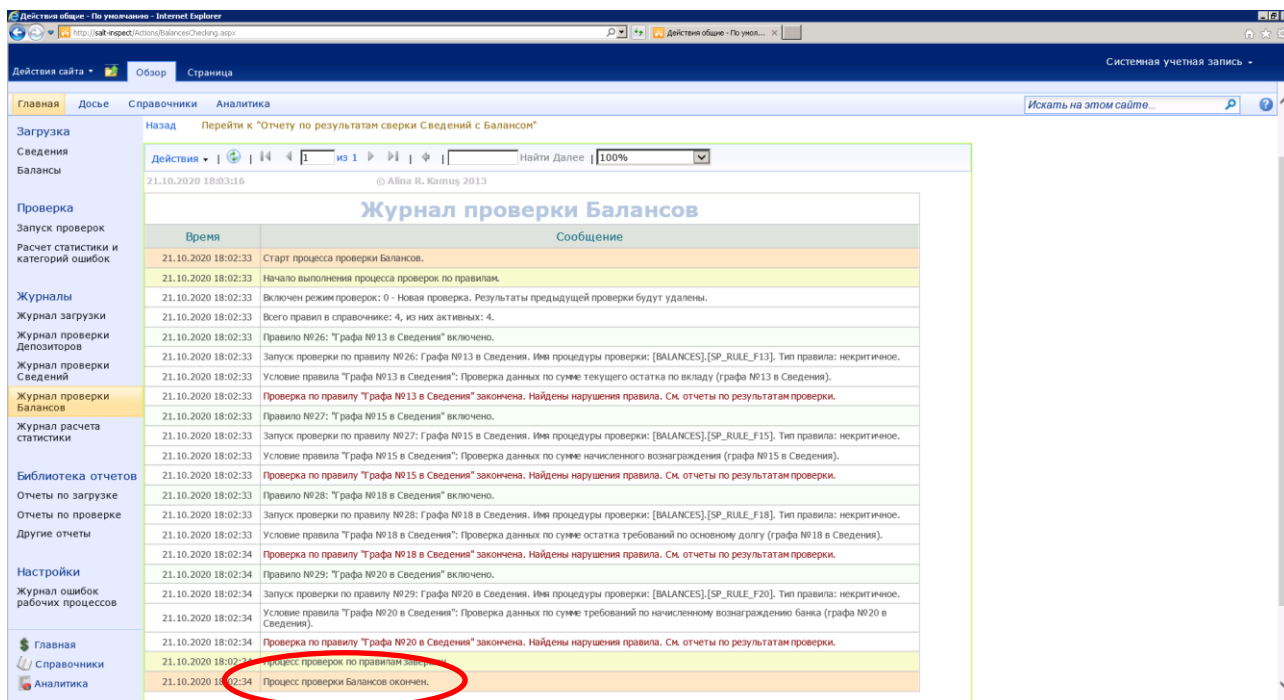 Действия общие - По умолчанию - Internet Explorer
http://salt-inspect/Actions/BalancesChecking.aspx
Действия общие - По умол...
Действия сайта
Обзор
Страница
Системная учетная запись
Главная Досье Справочники Аналитика
Искать на этом сайте...
Загрузка
Сведения
Балансы
Проверка
Запуск проверок
Расчет статистики и
категорий ошибок
Журналы
Журнал загрузки
Журнал проверки
Депозиторов
Журнал проверки
Сведений
Журнал проверки
Балансов
Журнал расчета
статистики
Библиотека отчетов
Отчеты по загрузке
Отчеты по проверке
Другие отчеты
Настройки
Журнал ошибок
рабочих процессов
Главная
Справочники
Аналитика
Назад Перейти к "Отчету по результатам сверки Сведений с Балансом"
Действия | | 1 из 1 | | Найти Далее | 100%
21.10.2020 18:03:16 © Alina R. Kamuş 2013
Журнал проверки Балансов
Время Сообщение
21.10.2020 18:02:33 Старт процесса проверки Балансов.
21.10.2020 18:02:33 Начало выполнения процесса проверок по правилам.
21.10.2020 18:02:33 Включен режим проверок: 0 - Новая проверка. Результаты предыдущей проверки будут удалены.
21.10.2020 18:02:33 Всего правил в справочнике: 4, из них активных: 4.
21.10.2020 18:02:33 Правило №26: "Графа №13 в Сведения" включено.
21.10.2020 18:02:33 Запуск проверки по правилу №26: Графа №13 в Сведения. Имя процедуры проверки: [BALANCES].[SP_RULE_F13]. Тип правила: некритичное.
21.10.2020 18:02:33 Условие правила "Графа №13 в Сведения": Проверка данных по сумме текущего остатка по вкладу (графа №13 в Сведения).
21.10.2020 18:02:33 Проверка по правилу "Графа №13 в Сведения" закончена. Найдены нарушения правила. См. отчеты по результатам проверки.
21.10.2020 18:02:33 Правило №27: "Графа №15 в Сведения" включено.
21.10.2020 18:02:33 Запуск проверки по правилу №27: Графа №15 в Сведения. Имя процедуры проверки: [BALANCES].[SP_RULE_F15]. Тип правила: некритичное.
21.10.2020 18:02:33 Условие правила "Графа №15 в Сведения": Проверка данных по сумме начисленного вознаграждения (графа №15 в Сведения).
21.10.2020 18:02:33 Проверка по правилу "Графа №15 в Сведения" закончена. Найдены нарушения правила. См. отчеты по результатам проверки.
21.10.2020 18:02:33 Правило №28: "Графа №18 в Сведения" включено.
21.10.2020 18:02:33 Запуск проверки по правилу №28: Графа №18 в Сведения. Имя процедуры проверки: [BALANCES].[SP_RULE_F18]. Тип правила: некритичное.
21.10.2020 18:02:33 Условие правила "Графа №18 в Сведения": Проверка данных по сумме остатка требований по основному долгу (графа №18 в Сведения).
21.10.2020 18:02:34 Проверка по правилу "Графа №18 в Сведения" закончена. Найдены нарушения правила. См. отчеты по результатам проверки.
21.10.2020 18:02:34 Правило №29: "Графа №20 в Сведения" включено.
21.10.2020 18:02:34 Запуск проверки по правилу №29: Графа №20 в Сведения. Имя процедуры проверки: [BALANCES].[SP_RULE_F20]. Тип правила: некритичное.
21.10.2020 18:02:34 Условие правила "Графа №20 в Сведения": Проверка данных по сумме требований по начисленному вознаграждению банка (графа №20 в
Сведения).
21.10.2020 18:02:34 Проверка по правилу "Графа №20 в Сведения" закончена. Найдены нарушения правила. См. отчеты по результатам проверки.
21.10.2020 18:02:34 Процесс проверок по правилам
21.10.2020 18:02:34 Процесс проверки Балансов окончен.